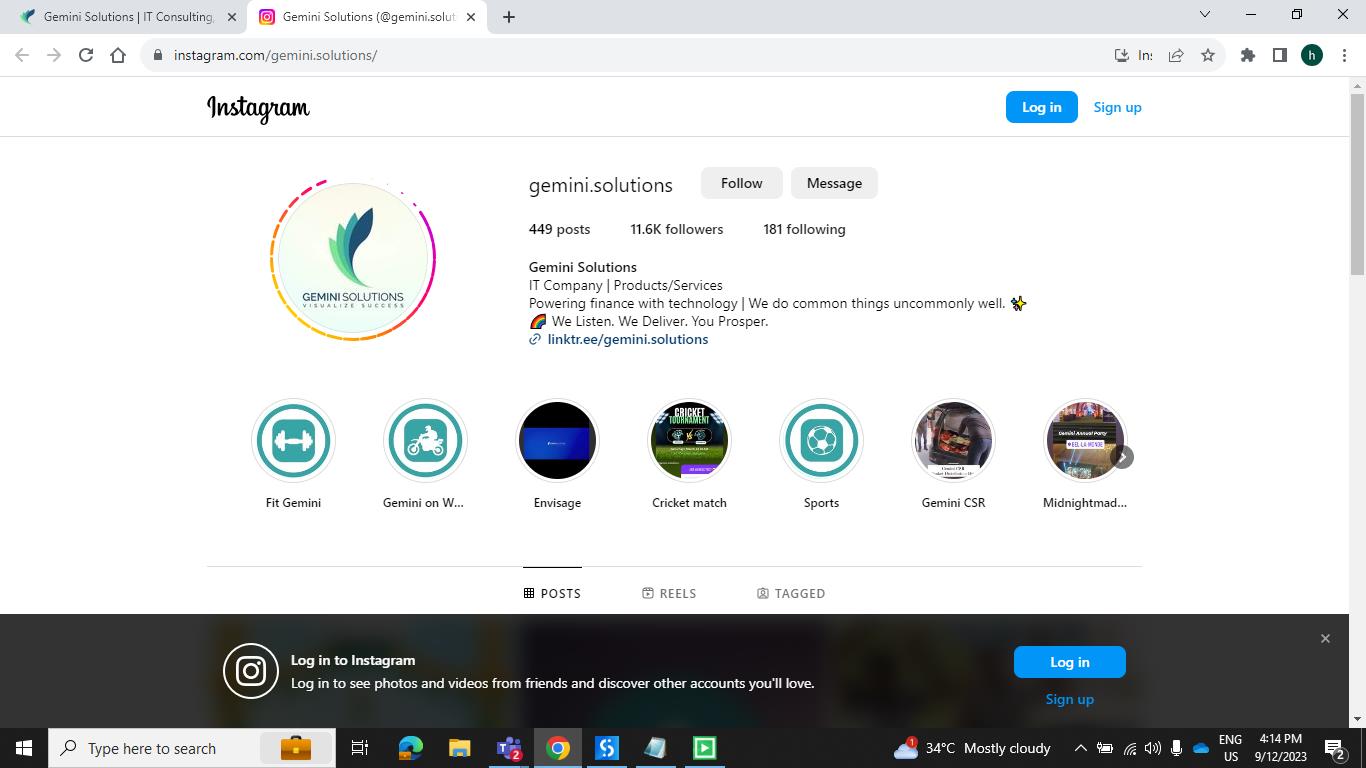 Gemini Solutions | IT Consulting,
Gemini Solutions (@gemini.solut
instagram.com/gemini.solutions/
Ins
h
Instagram
Log in
Sign up
GEMINI SOLUTIONS
VISUALIZE SUCCESS
gemini.solutions
Follow
Message
449 posts
11.6K followers
181 following
Gemini Solutions
IT Company | Products/Services
Powering finance with technology | We do common things uncommonly well. ✨
🌈 We Listen. We Deliver. You Prosper.
linktr.ee/gemini.solutions
CRICKET
TOURNAMENT
Gemini CSR
Gemini Annual Party
Fit Gemini
Gemini on W...
Envisage
Cricket match
Sports
Gemini CSR
Midnightmad...
POSTS
REELS
TAGGED
Log in to Instagram
Log in to see photos and videos from friends and discover other accounts you'll love.
Log in
Sign up
Type here to search
2
1
34°C Mostly cloudy
ENG
US
4:14 PM
9/12/2023
2